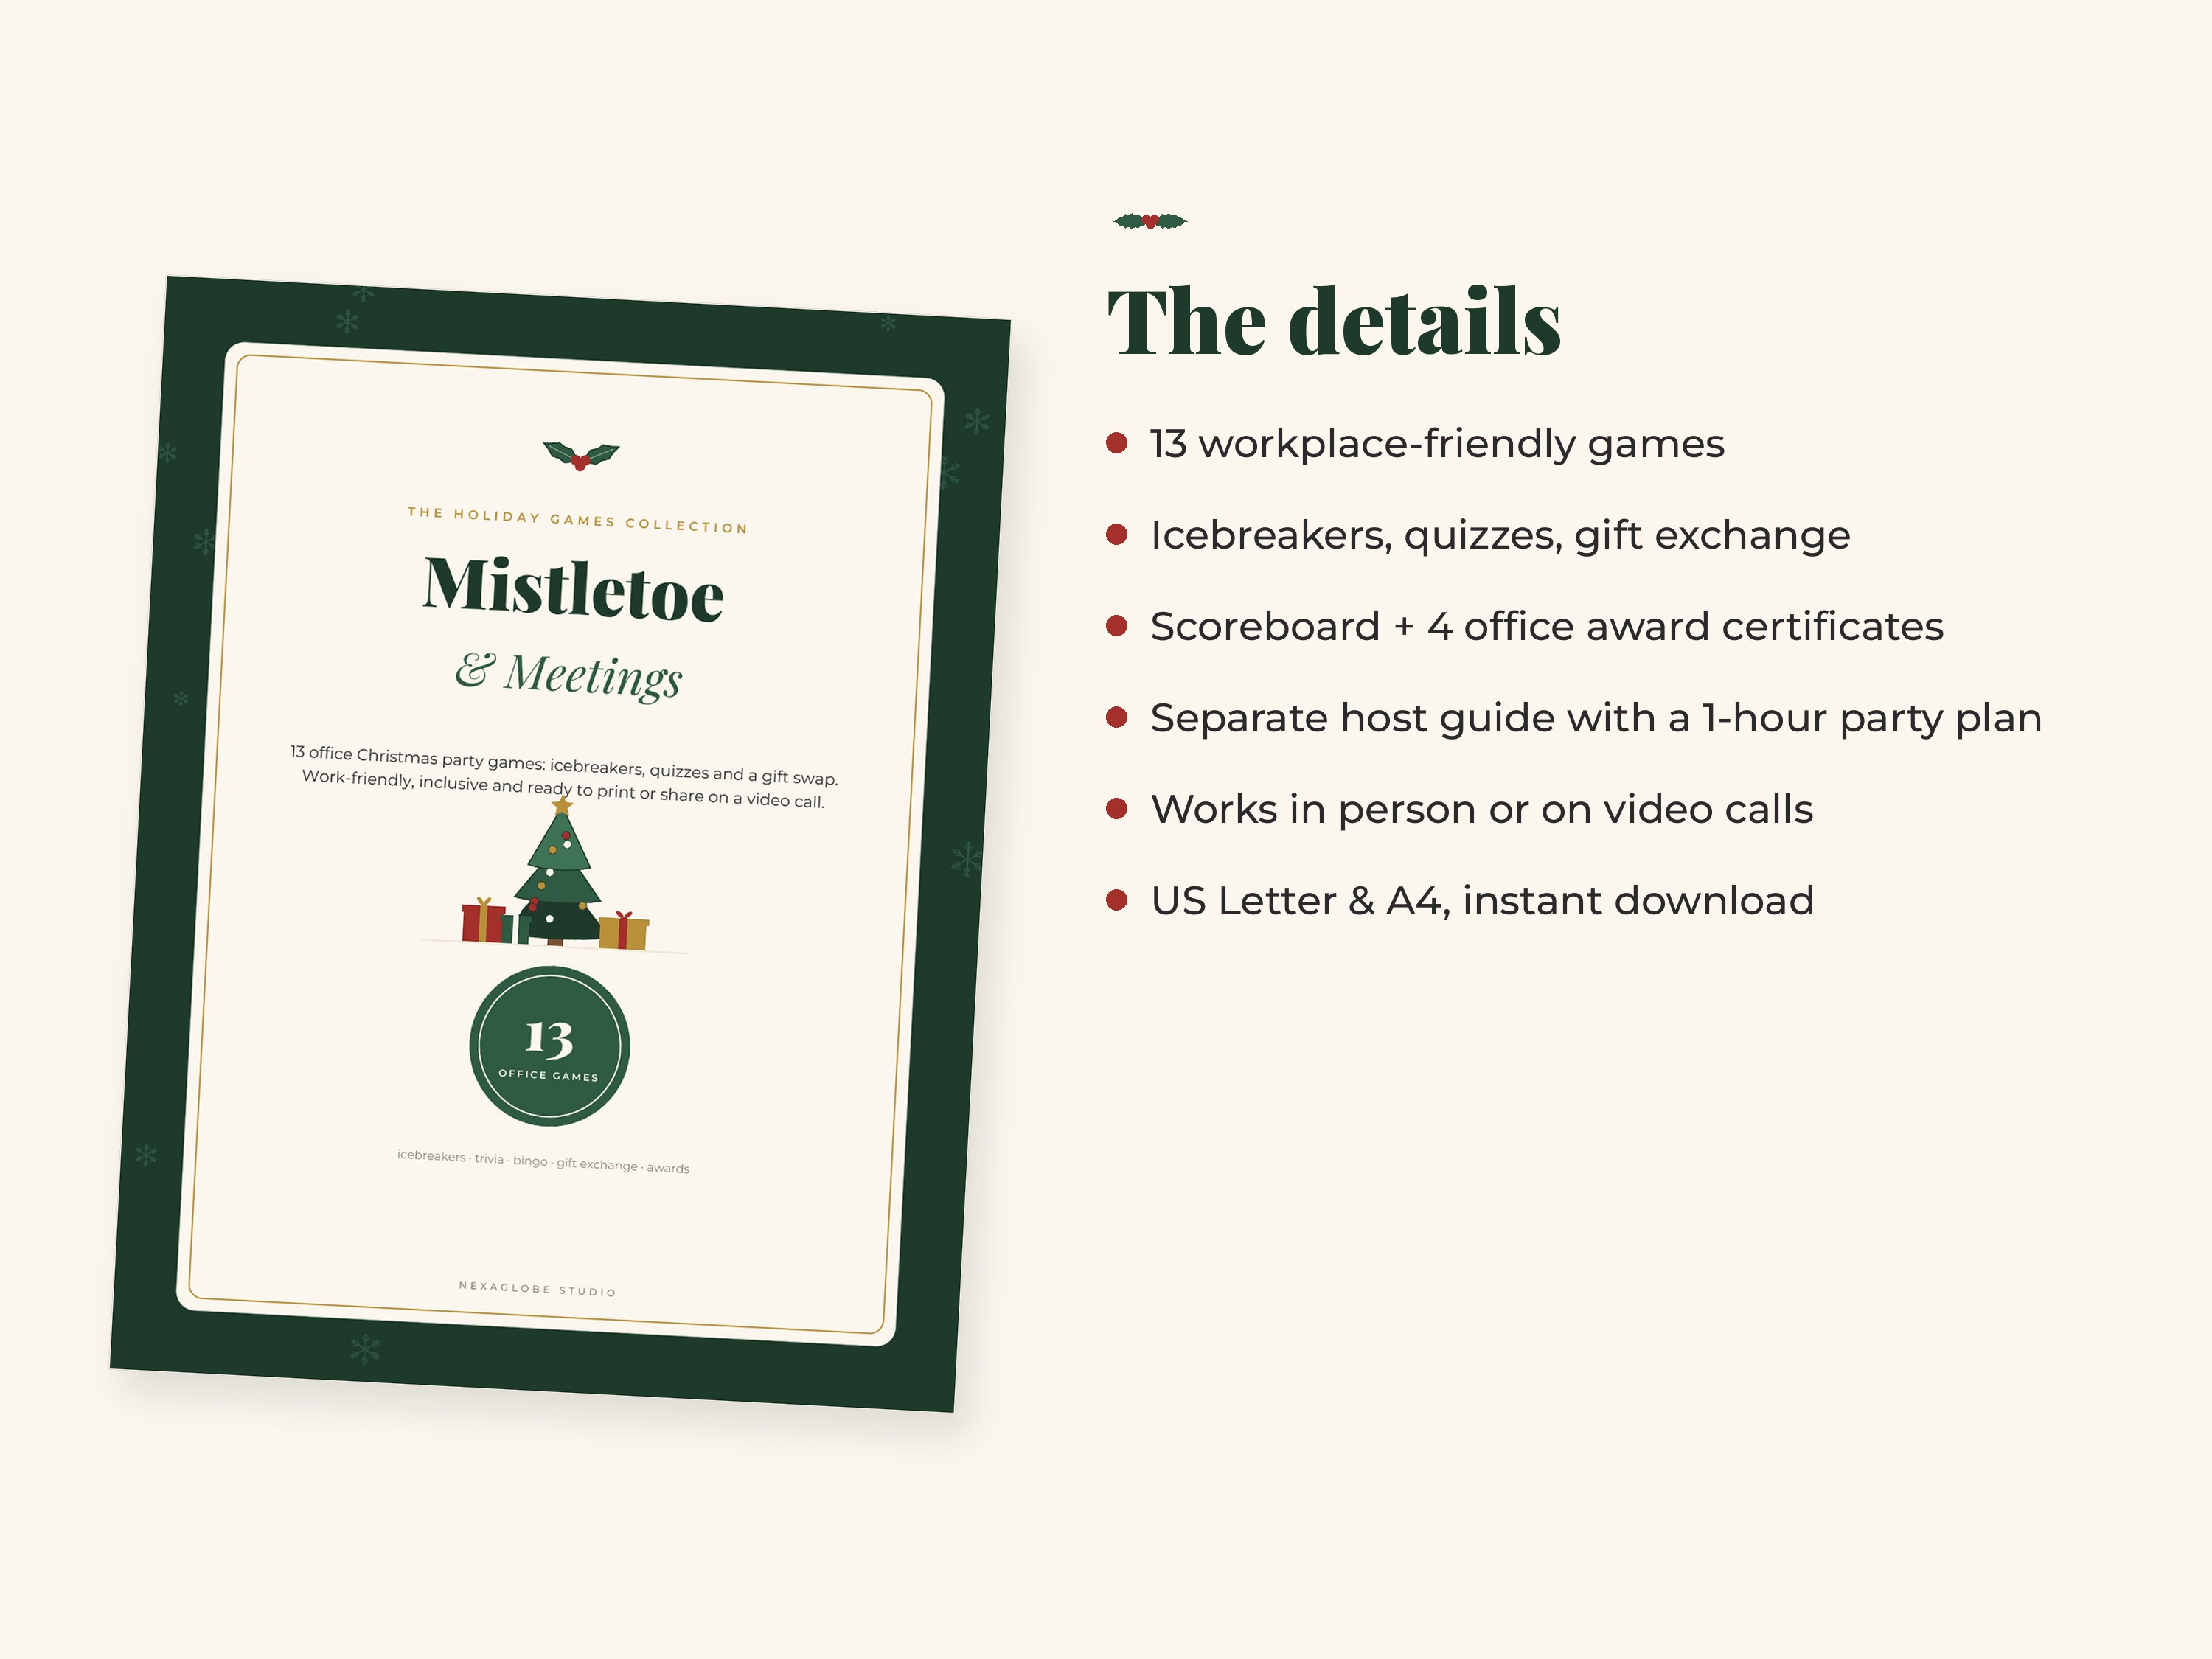 THE HOLIDAY GAMES COLLECTION
Mistletoe
& Meetings
13 office Christmas party games: icebreakers, quizzes and a gift swap.
Work-friendly, inclusive and ready to print or share on a video call.
13
OFFICE GAMES
icebreakers · trivia · bingo · gift exchange · awards
NEXAGLOBE STUDIO
The details
13 workplace-friendly games
Icebreakers, quizzes, gift exchange
Scoreboard + 4 office award certificates
Separate host guide with a 1-hour party plan
Works in person or on video calls
US Letter & A4, instant download